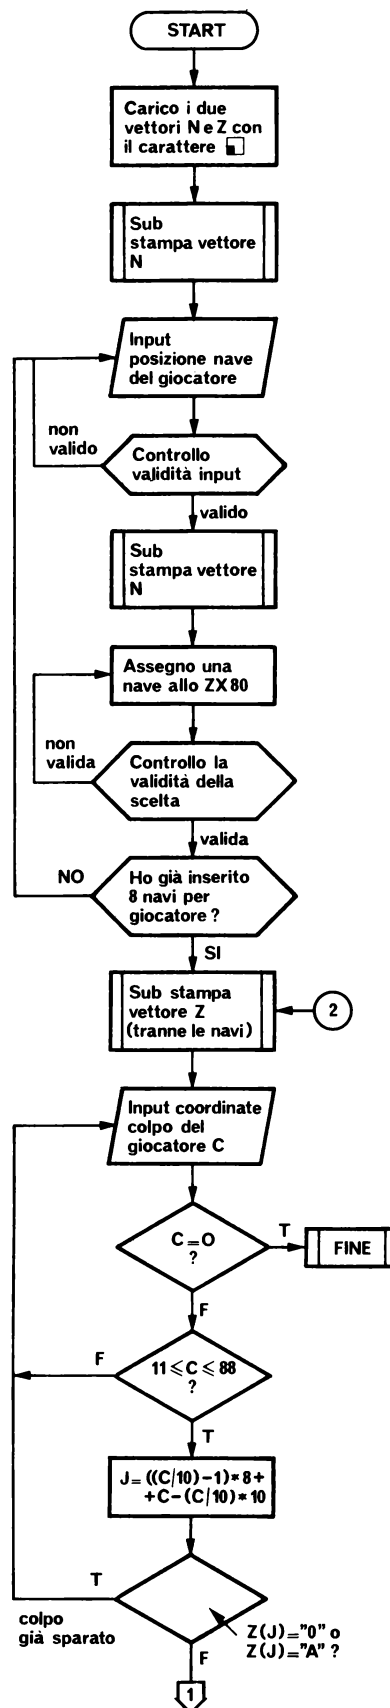 START
Carico i due
vettori N e Z con
il carattere
Sub
stampa vettore
N
Input
posizione nave
del giocatore
non
valido
Controllo
validità input
valido
Sub
stampa vettore
N
Assegno una
nave allo ZX80
non
valida
Controllo la
validità della
scelta
valida
NO
Ho già inserito
8 navi per
giocatore ?
SI
Sub stampa
vettore Z
(tranne le navi)
2
Input coordinate
colpo del
giocatore C
C=O
?
T
FINE
F
F
11 ≤ C ≤ 88
?
T
J=((C/10)-1)*8+
+C-(C/10)*10
T
colpo
già sparato
Z(J)="0" o
Z(J)="A" ?
F
1